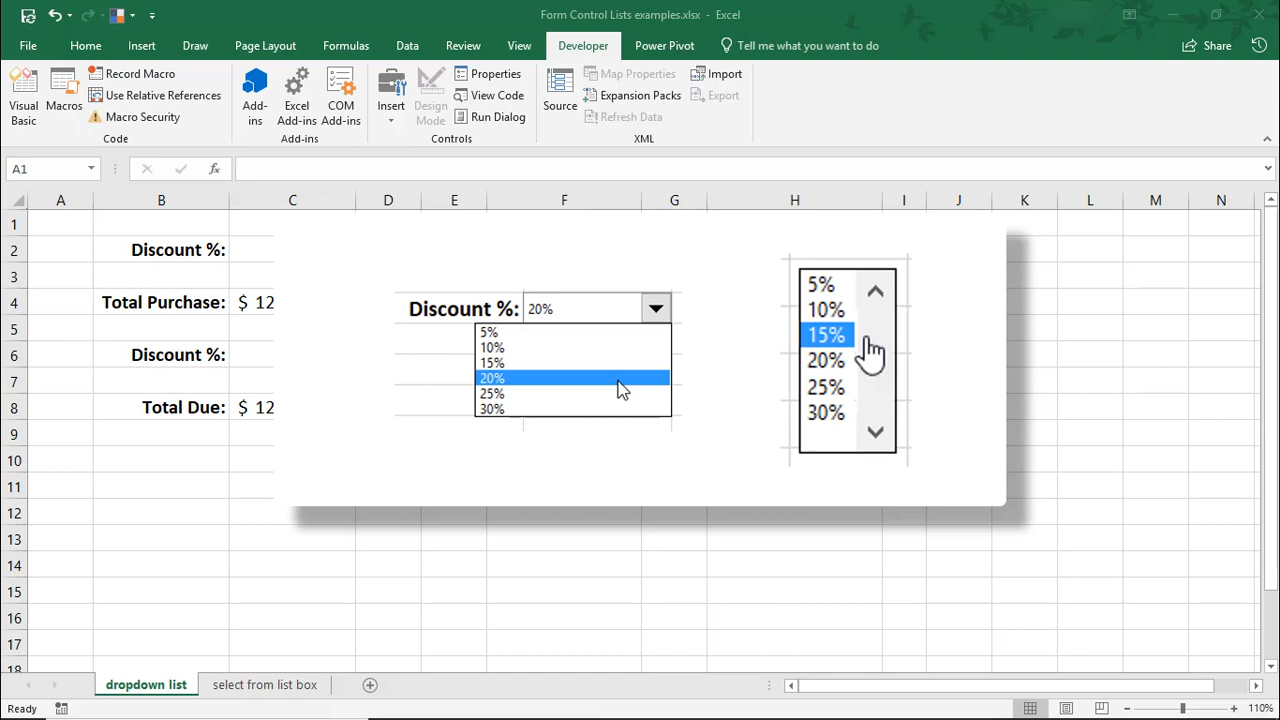 Form Control Lists examples.xlsx - Excel
File Home Insert Draw Page Layout Formulas Data Review View Developer Power Pivot Tell me what you want to do Share
Visual Basic
Macros
Record Macro
Use Relative References
Macro Security
Code
Add-ins
Excel Add-ins
COM Add-ins
Add-ins
Insert
Design Mode
Properties
View Code
Run Dialog
Controls
Source
Map Properties
Expansion Packs
Refresh Data
Import
Export
XML
A1 fx
A B C D E F G H I J K L M N
1
2 Discount %:
3
4 Total Purchase: $ 12
5
6 Discount %:
7
8 Total Due: $ 12
9
10
11
12
13
14
15
16
17
18
Discount %: 20%
5%
10%
15%
20%
25%
30%
5%
10%
15%
20%
25%
30%
dropdown list select from list box
Ready 110%